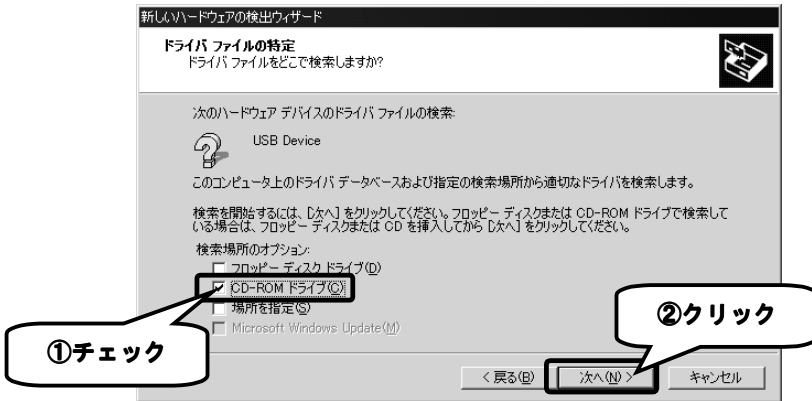 新しいハードウェアの検出ウィザード
ドライバ ファイルの特定
ドライバ ファイルをどこで検索しますか?
次のハードウェア デバイスのドライバ ファイルの検索:
USB Device
このコンピュータ上のドライバ データベースおよび指定の検索場所から適切なドライバを検索します。
検索を開始するには、[次へ] をクリックしてください。フロッピー ディスクまたは CD-ROM ドライブで検索して
いる場合は、フロッピー ディスクまたは CD を挿入してから [次へ] をクリックしてください。
検索場所のオプション:
フロッピー ディスク ドライブ(D)
CD-ROM ドライブ(C)
場所を指定(S)
Microsoft Windows Update(M)
①チェック
②クリック
< 戻る(B)
次へ(N) >
キャンセル